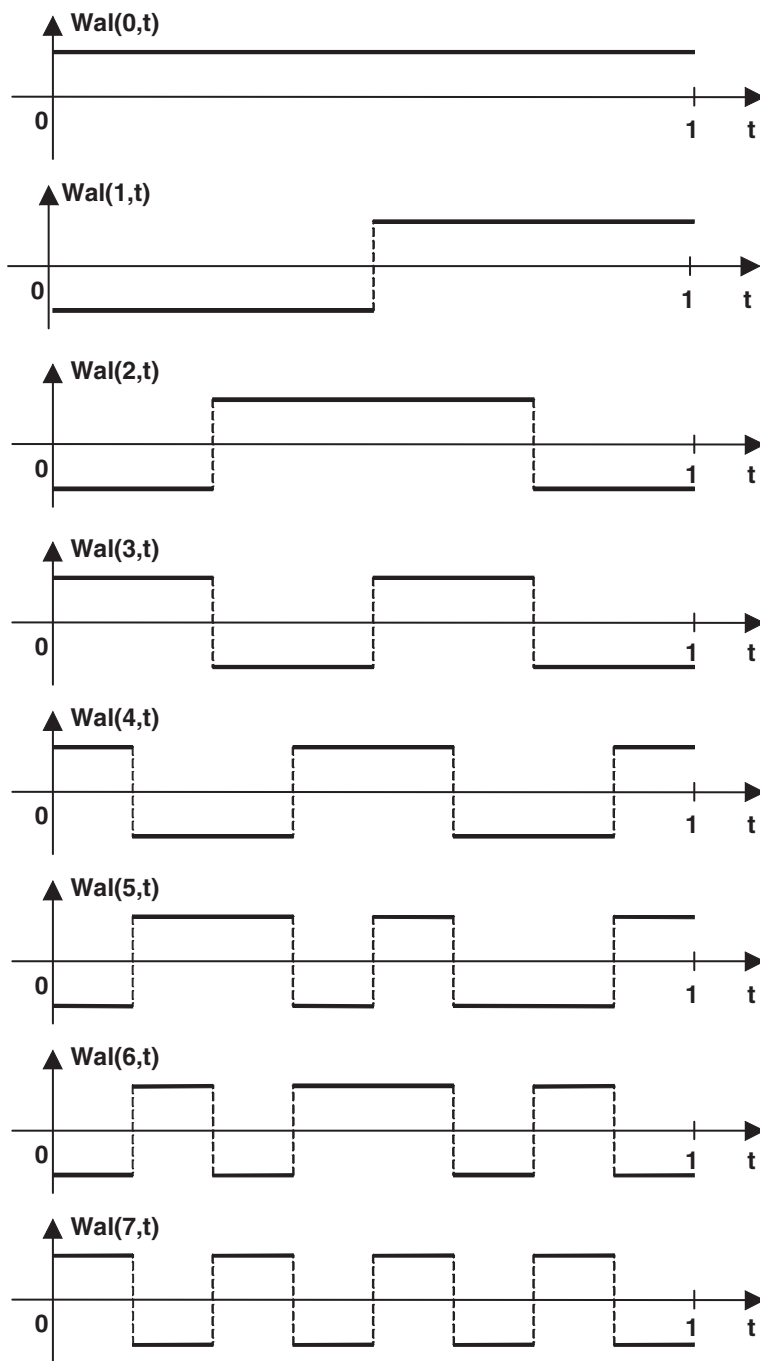 Wal(0,t)
0 1 t
Wal(1,t)
0 1 t
Wal(2,t)
0 1 t
Wal(3,t)
0 1 t
Wal(4,t)
0 1 t
Wal(5,t)
0 1 t
Wal(6,t)
0 1 t
Wal(7,t)
0 1 t